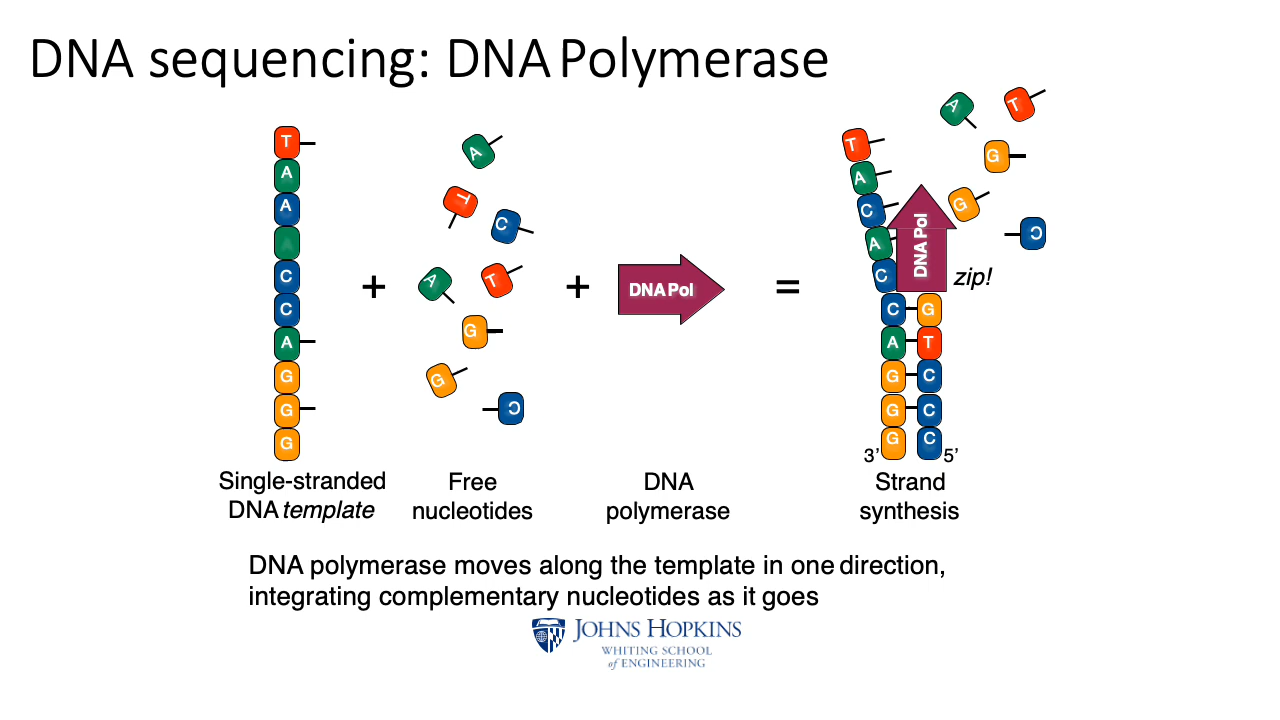 DNA sequencing: DNA Polymerase
T
A
A
A
C
C
A
G
G
G
+
A
T
C
A
T
G
G
C
+
DNA Pol
=
T
A
C
A
C
C
A
G
G
G
G
T
C
C
C
DNA Pol
A
T
G
G
C
zip!
3’
5’
Single-stranded
DNA template
Free
nucleotides
DNA
polymerase
Strand
synthesis
DNA polymerase moves along the template in one direction,
integrating complementary nucleotides as it goes
JOHNS HOPKINS
WHITING SCHOOL
of ENGINEERING